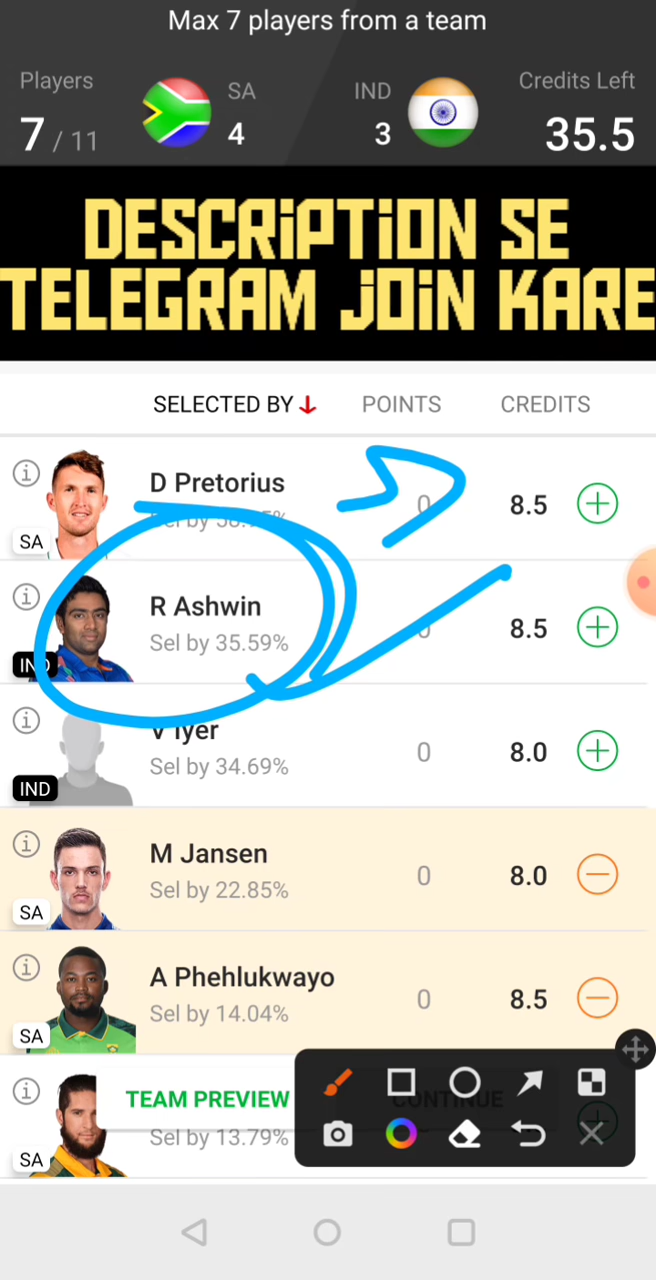 Max 7 players from a team
Players SA IND Credits Left
7 / 11 4 3 35.5
DESCRiPTiON SE
TELEGRAM jOiN KARE
SELECTED BY POINTS CREDITS
D Pretorius
0 8.5
SA
R Ashwin
Sel by 35.59%
8.5
IND
V Iyer
Sel by 34.69%
0 8.0
IND
M Jansen
Sel by 22.85%
0 8.0
SA
A Phehlukwayo
Sel by 14.04%
0 8.5
SA
TEAM PREVIEW CONTINUE
Sel by 13.79%
SA